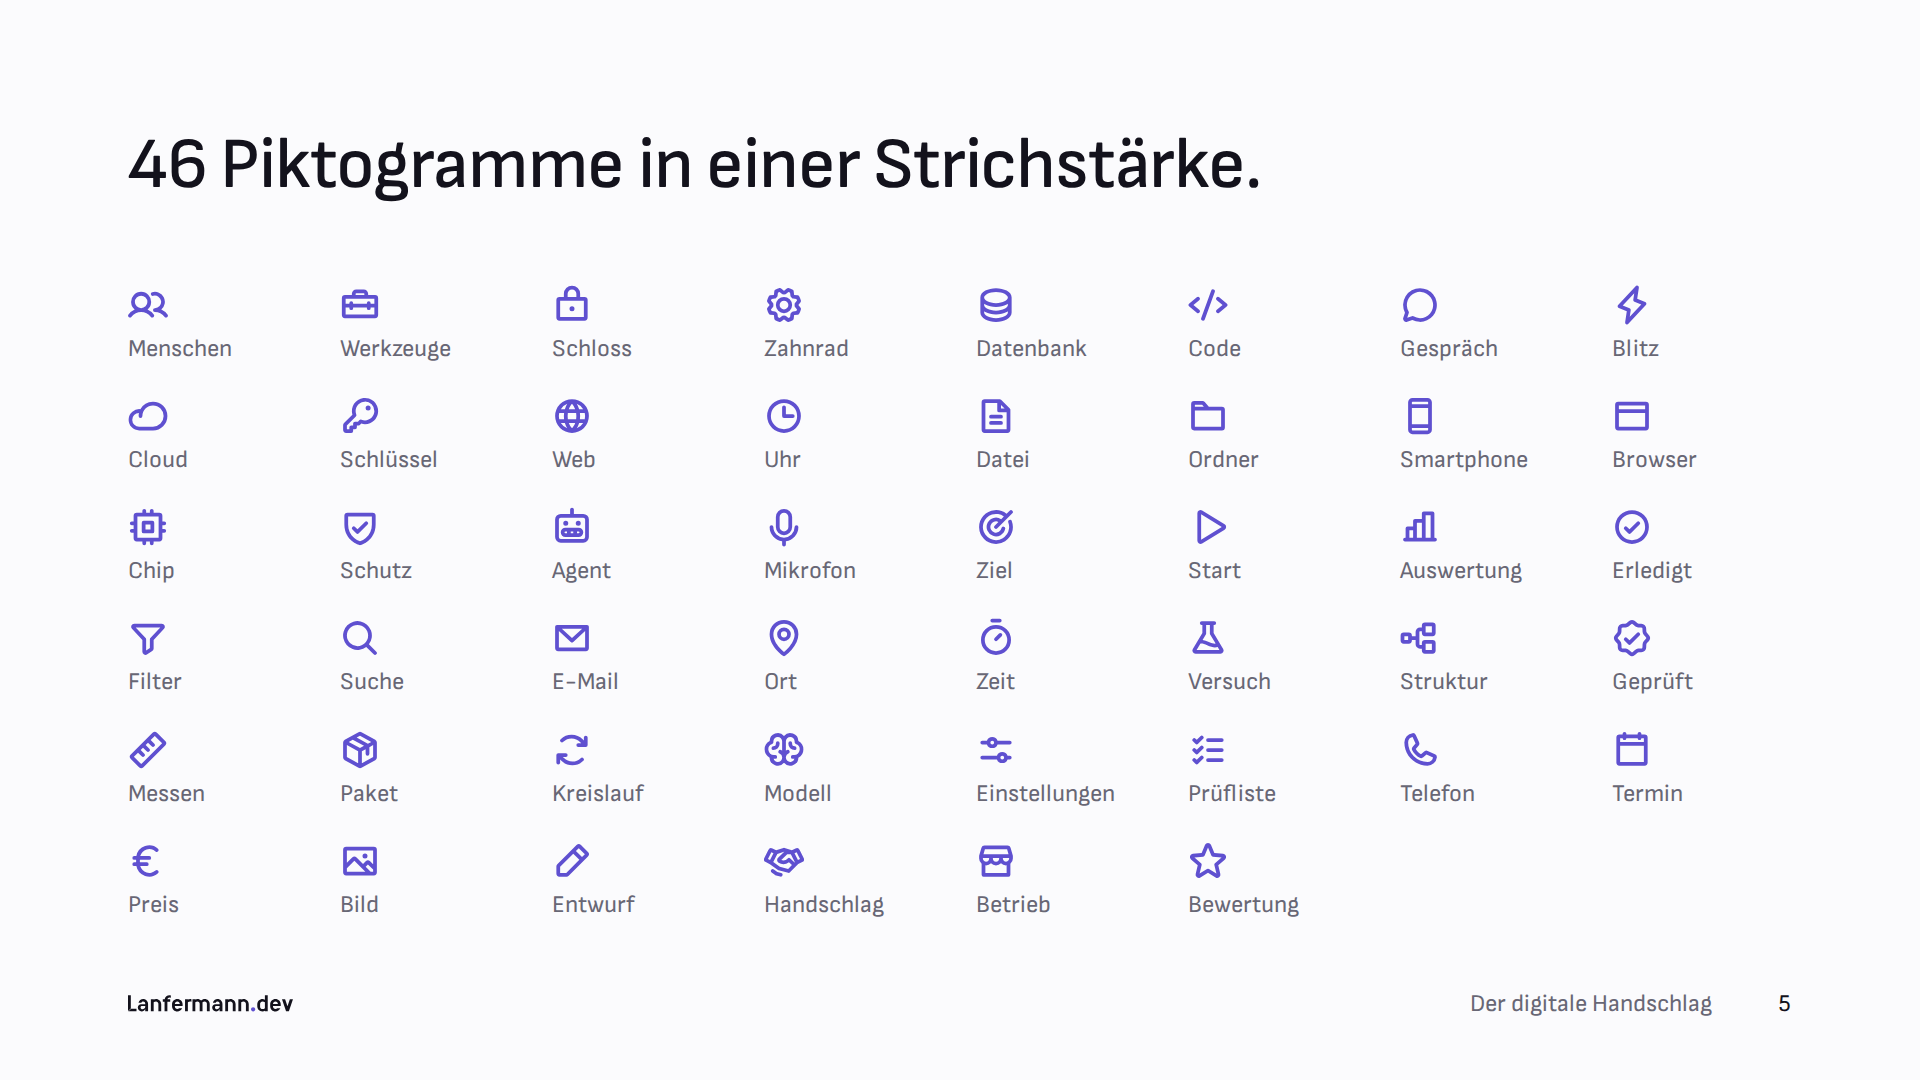 46 Piktogramme in einer Strichstärke.
Menschen Werkzeuge Schloss Zahnrad Datenbank Code Gespräch Blitz
Cloud Schlüssel Web Uhr Datei Ordner Smartphone Browser
Chip Schutz Agent Mikrofon Ziel Start Auswertung Erledigt
Filter Suche E-Mail Ort Zeit Versuch Struktur Geprüft
Messen Paket Kreislauf Modell Einstellungen Prüfliste Telefon Termin
Preis Bild Entwurf Handschlag Betrieb Bewertung
Lanfermann.dev Der digitale Handschlag 5